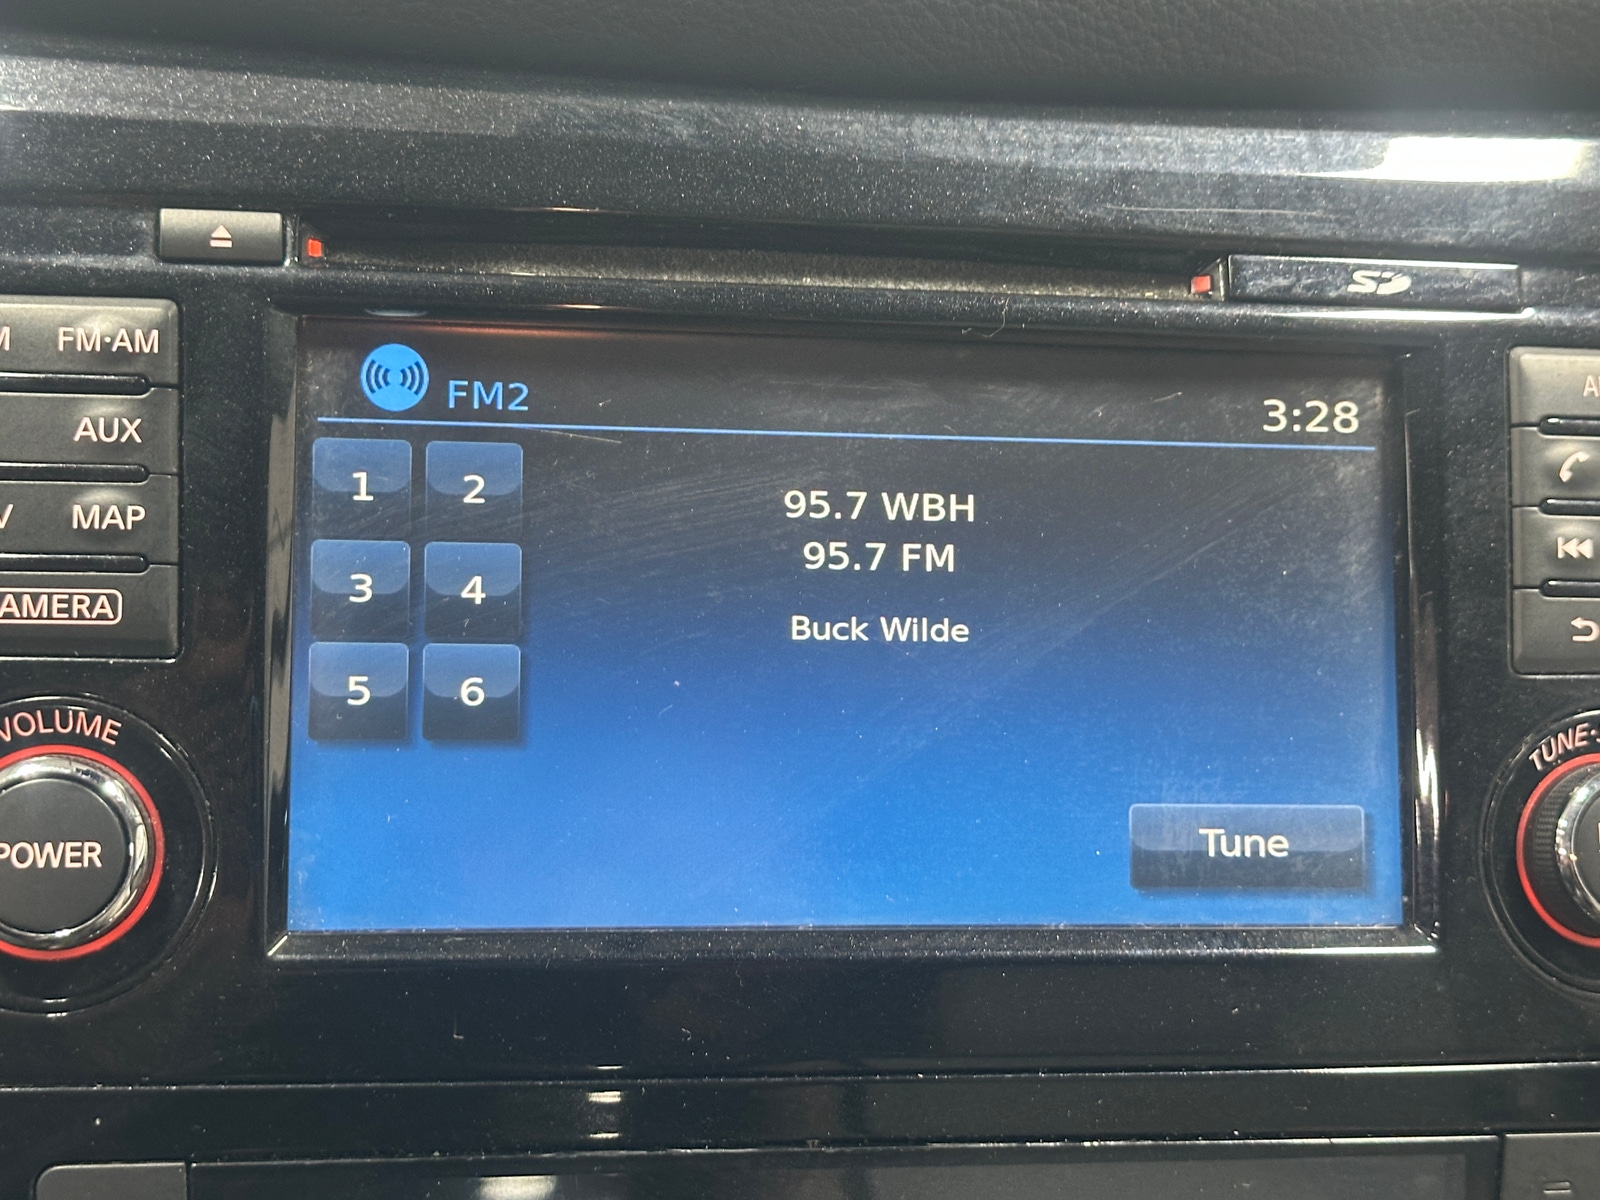 SD
FM·AM
FM2
3:28
AUX
1 2
95.7 WBH
MAP
95.7 FM
3 4
Buck Wilde
5 6
VOLUME
Tune
POWER